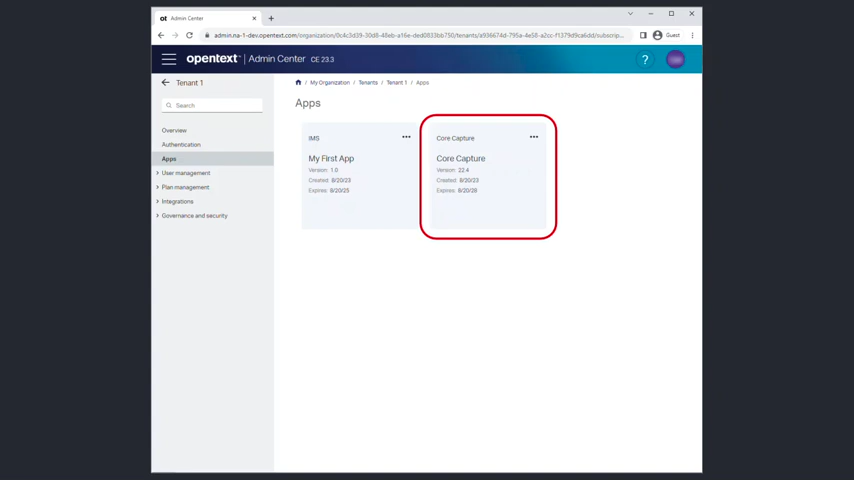 ot Admin Center
admin.na-1-dev.opentext.com/organization/0c4c3d39-30d8-48eb-a16e-ded0833bb750/tenants/a936674d-795a-4e58-a2cc-f1379d9ca6dd/subscrip...
Guest
opentext™ | Admin Center CE 23.3
?
Tenant 1
/ My Organization / Tenants / Tenant 1 / Apps
Search
Apps
Overview
Authentication
Apps
User management
Plan management
Integrations
Governance and security
IMS
My First App
Version: 1.0
Created: 8/20/23
Expires: 8/20/25
Core Capture
Core Capture
Version: 22.4
Created: 8/20/23
Expires: 8/20/26